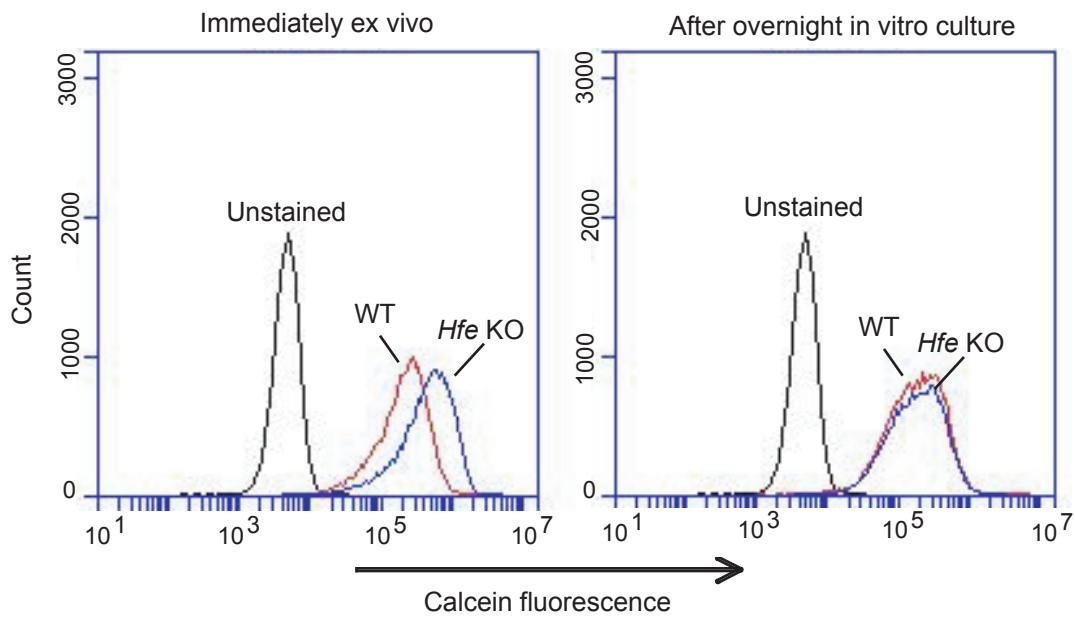 Immediately ex vivo
After overnight in vitro culture
Count
3000
2000
1000
0
Unstained
WT
Hfe KO
10^1
10^3
10^5
10^7
3000
2000
1000
0
Unstained
WT
Hfe KO
10^1
10^3
10^5
10^7
Calcein fluorescence